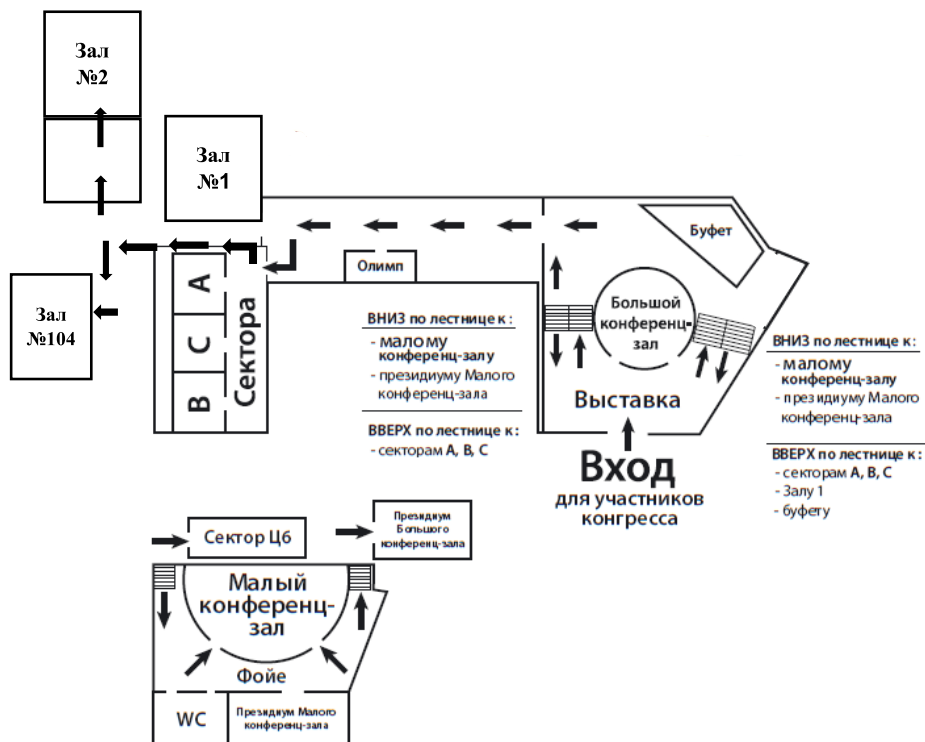 Зал
№2
Зал
№1
Зал
№104
A
C
B
Сектора
Олимп
Буфет
Большой
конференц-
зал
Выставка
Вход
для участников
конгресса
ВНИЗ по лестнице к :
- малому
конференц-залу
- президиуму Малого
конференц-зала
ВВЕРХ по лестнице к :
- секторам A, B, C
ВНИЗ по лестнице к :
- малому
конференц-залу
- президиуму Малого
конференц-зала
ВВЕРХ по лестнице к :
- секторам A, B, C
- Залу 1
- буфету
Сектор Ц6
Президиум
Большого
конференц-зала
Малый
конференц-
зал
Фойе
WC
Президиум Малого
конференц-зала